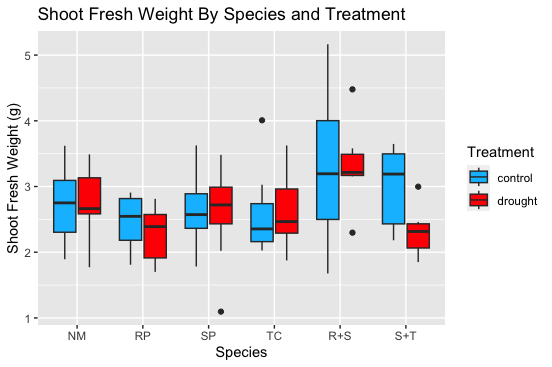 Shoot Fresh Weight By Species and Treatment
Shoot Fresh Weight (g)
5
4
3
2
1
NM RP SP TC R+S S+T
Species
Treatment
control
drought